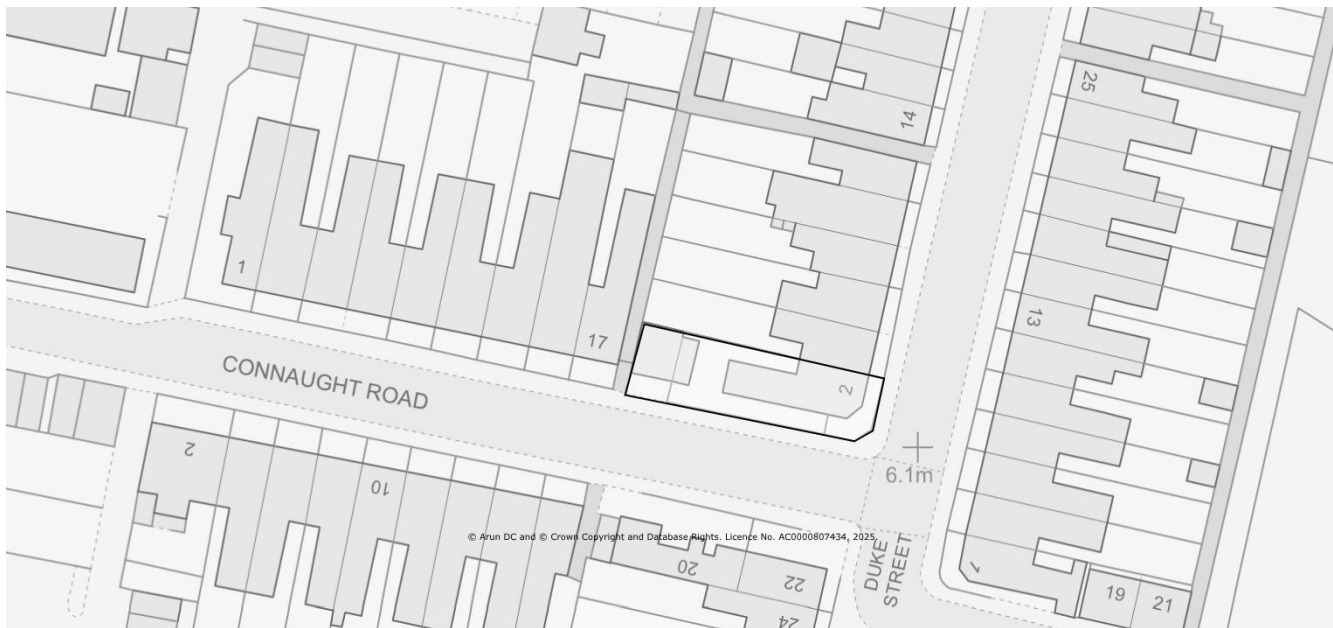 25
14
1
13
17
CONNAUGHT ROAD
2
2
6.1m
10
© Arun DC and © Crown Copyright and Database Rights. Licence No. AC0000807434, 2025.
DUKE
STREET
20
22
7
19
21
24